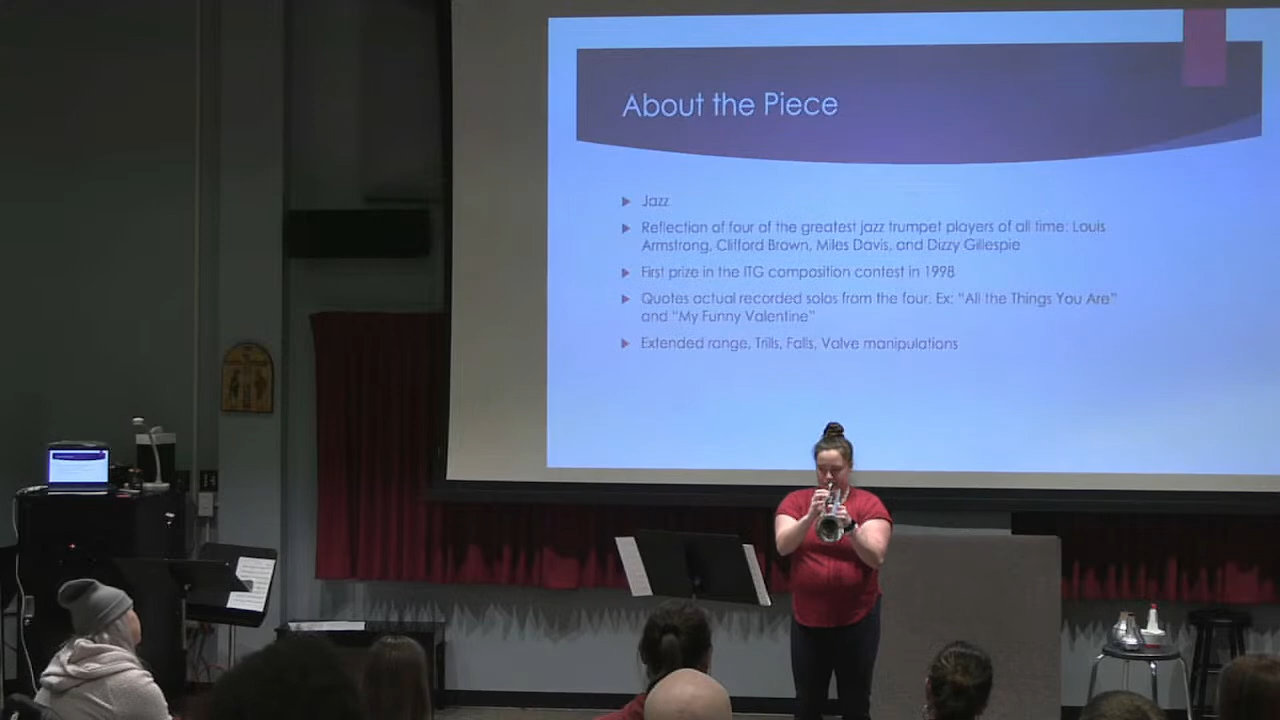 About the Piece
Jazz
Reflection of four of the greatest jazz trumpet players of all time: Louis
Armstrong, Clifford Brown, Miles Davis, and Dizzy Gillespie
First prize in the ITG composition contest in 1998
Quotes actual recorded solos from the four. Ex: “All the Things You Are”
and “My Funny Valentine”
Extended range, Trills, Falls, Valve manipulations